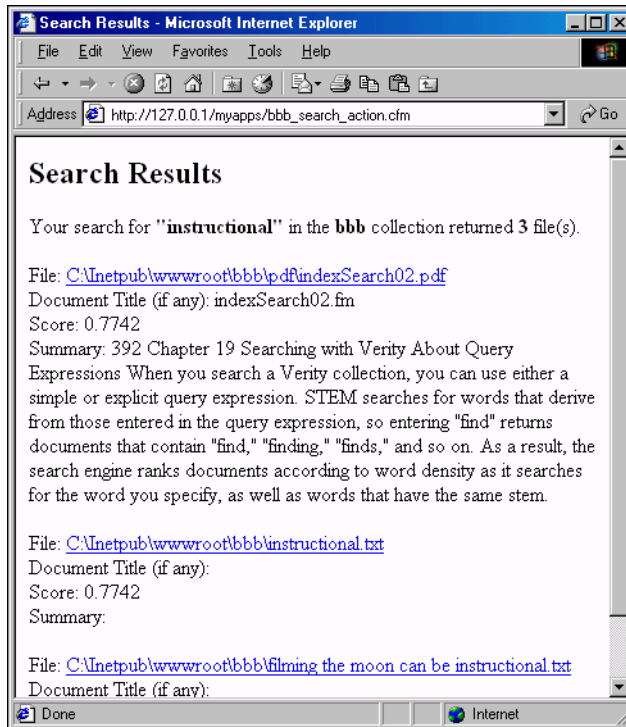 Search Results - Microsoft Internet Explorer
File Edit View Favorites Tools Help
Address http://127.0.0.1/myapps/bbb_search_action.cfm Go
Search Results
Your search for "instructional" in the bbb collection returned 3 file(s).
File: C:\Inetpub\wwwroot\bbb\pdf\indexSearch02.pdf
Document Title (if any): indexSearch02.fm
Score: 0.7742
Summary: 392 Chapter 19 Searching with Verity About Query
Expressions When you search a Verity collection, you can use either a
simple or explicit query expression. STEM searches for words that derive
from those entered in the query expression, so entering "find" returns
documents that contain "find," "finding," "finds," and so on. As a result, the
search engine ranks documents according to word density as it searches
for the word you specify, as well as words that have the same stem.
File: C:\Inetpub\wwwroot\bbb\instructional.txt
Document Title (if any):
Score: 0.7742
Summary:
File: C:\Inetpub\wwwroot\bbb\filming the moon can be instructional.txt
Document Title (if any):
Done Internet